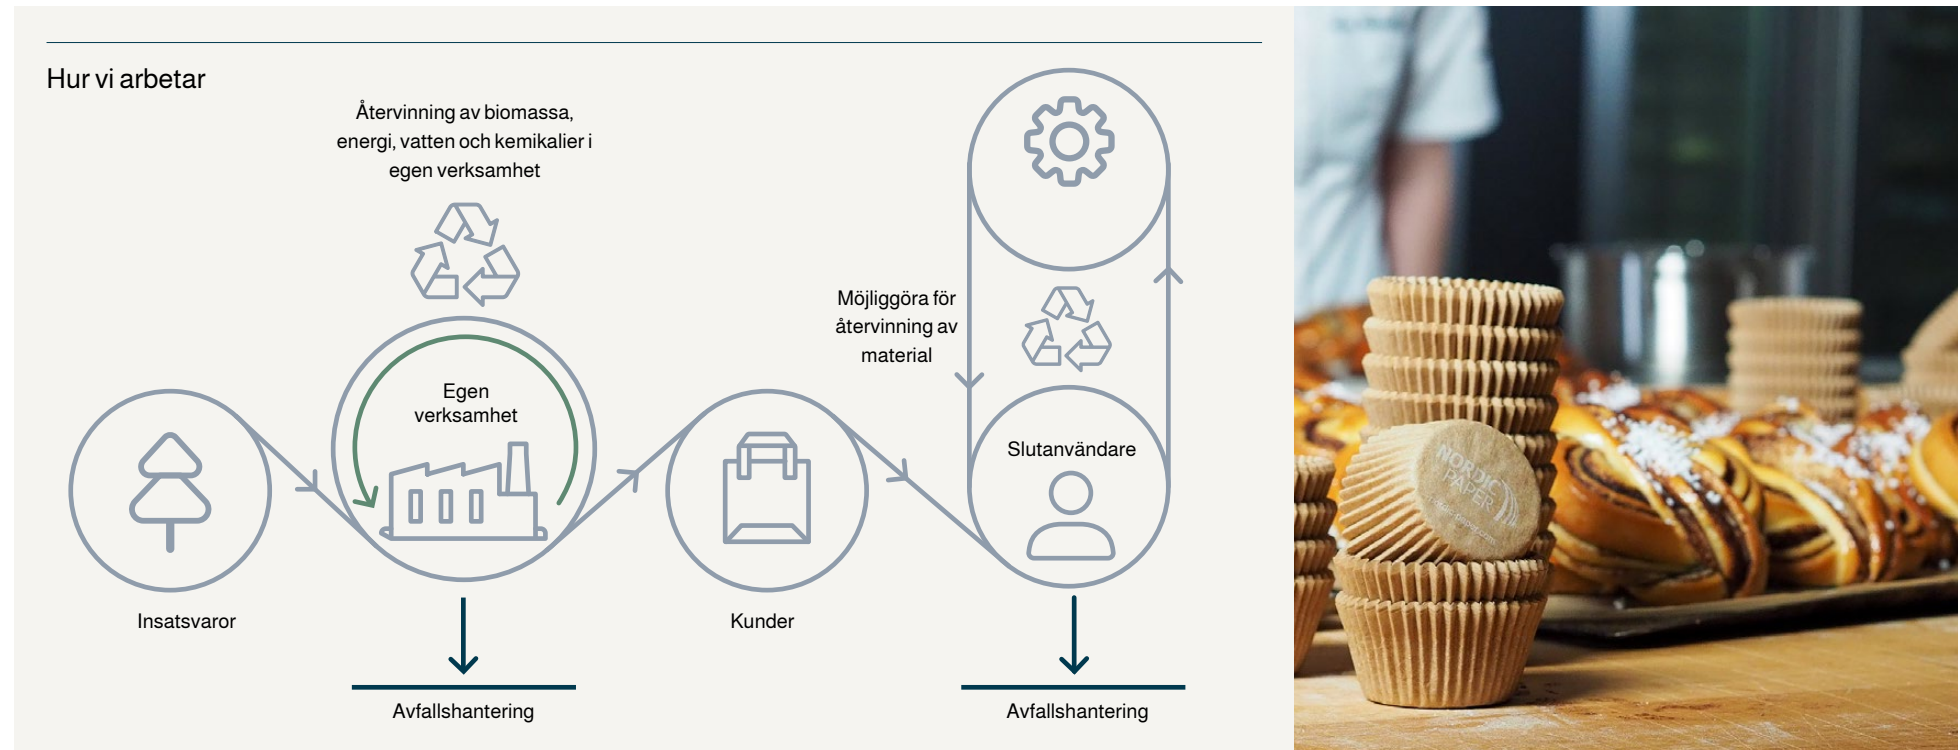 Hur vi arbetar
Återvinning av biomassa,
energi, vatten och kemikalier i
egen verksamhet
Egen
verksamhet
Möjliggöra för
återvinning av
material
Slutanvändare
Insatsvaror
Kunder
Avfallshantering
Avfallshantering
NORDIC
PAPER